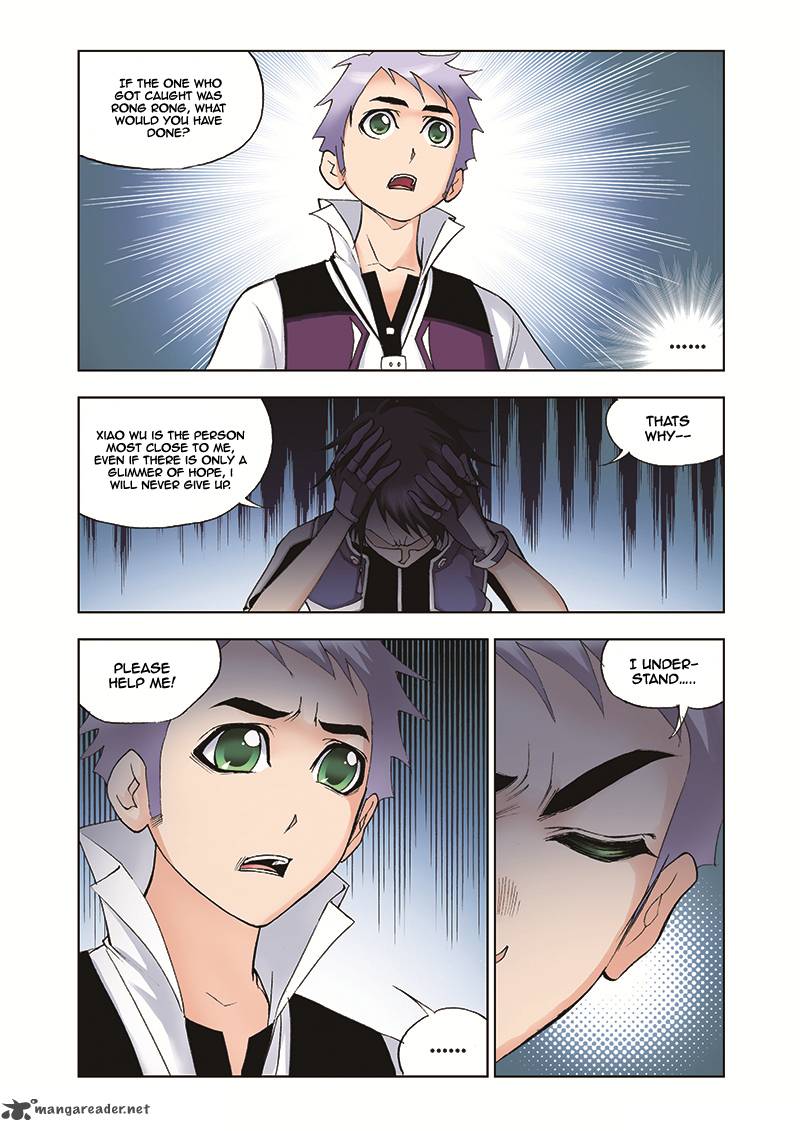 IF THE ONE WHO
GOT CAUGHT WAS
RONG RONG, WHAT
WOULD YOU HAVE
DONE?
......
XIAO WU IS THE PERSON
MOST CLOSE TO ME,
EVEN IF THERE IS ONLY A
GLIMMER OF HOPE, I
WILL NEVER GIVE UP.
THATS
WHY--
PLEASE
HELP ME!
......
I UNDER-
STAND.....
mangareader.net